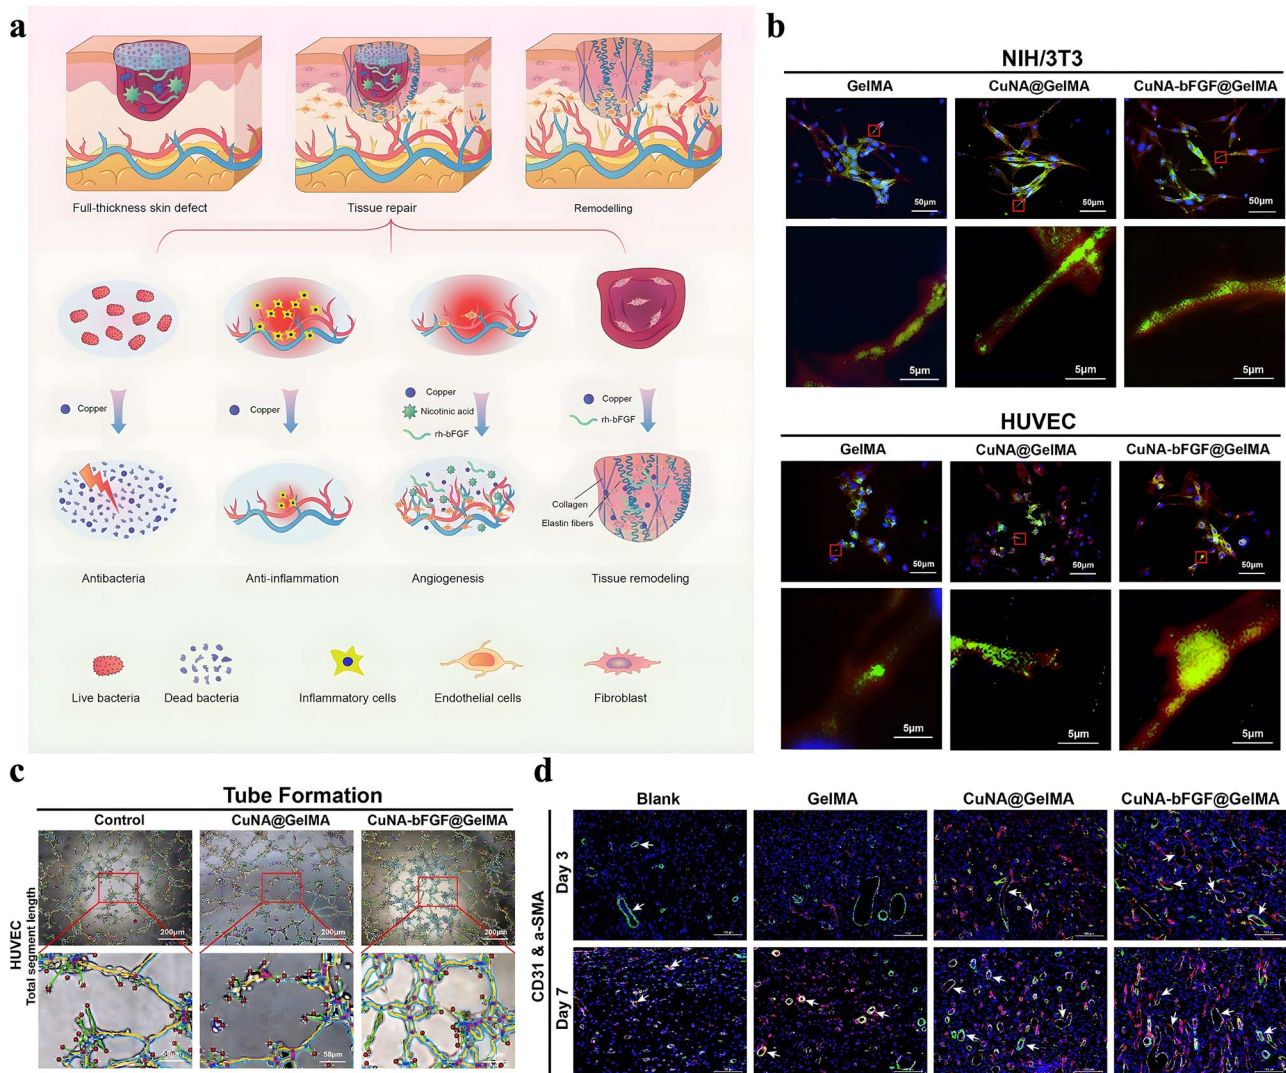 a
Full-thickness skin defect
Tissue repair
Remodelling
Copper
Copper
Copper
Nicotinic acid
rh-bFGF
Copper
rh-bFGF
Collagen
Elastin fibers
Antibacteria
Anti-inflammation
Angiogenesis
Tissue remodeling
Live bacteria
Dead bacteria
Inflammatory cells
Endothelial cells
Fibroblast
b
NIH/3T3
GelMA
CuNA@GelMA
CuNA-bFGF@GelMA
50μm
50μm
50μm
5μm
5μm
5μm
HUVEC
GelMA
CuNA@GelMA
CuNA-bFGF@GelMA
50μm
50μm
50μm
5μm
5μm
5μm
c
Tube Formation
Control
CuNA@GelMA
CuNA-bFGF@GelMA
HUVEC
Total segment length
200μm
200μm
200μm
50μm
d
Blank
GelMA
CuNA@GelMA
CuNA-bFGF@GelMA
CD31 & a-SMA
Day 3
Day 7